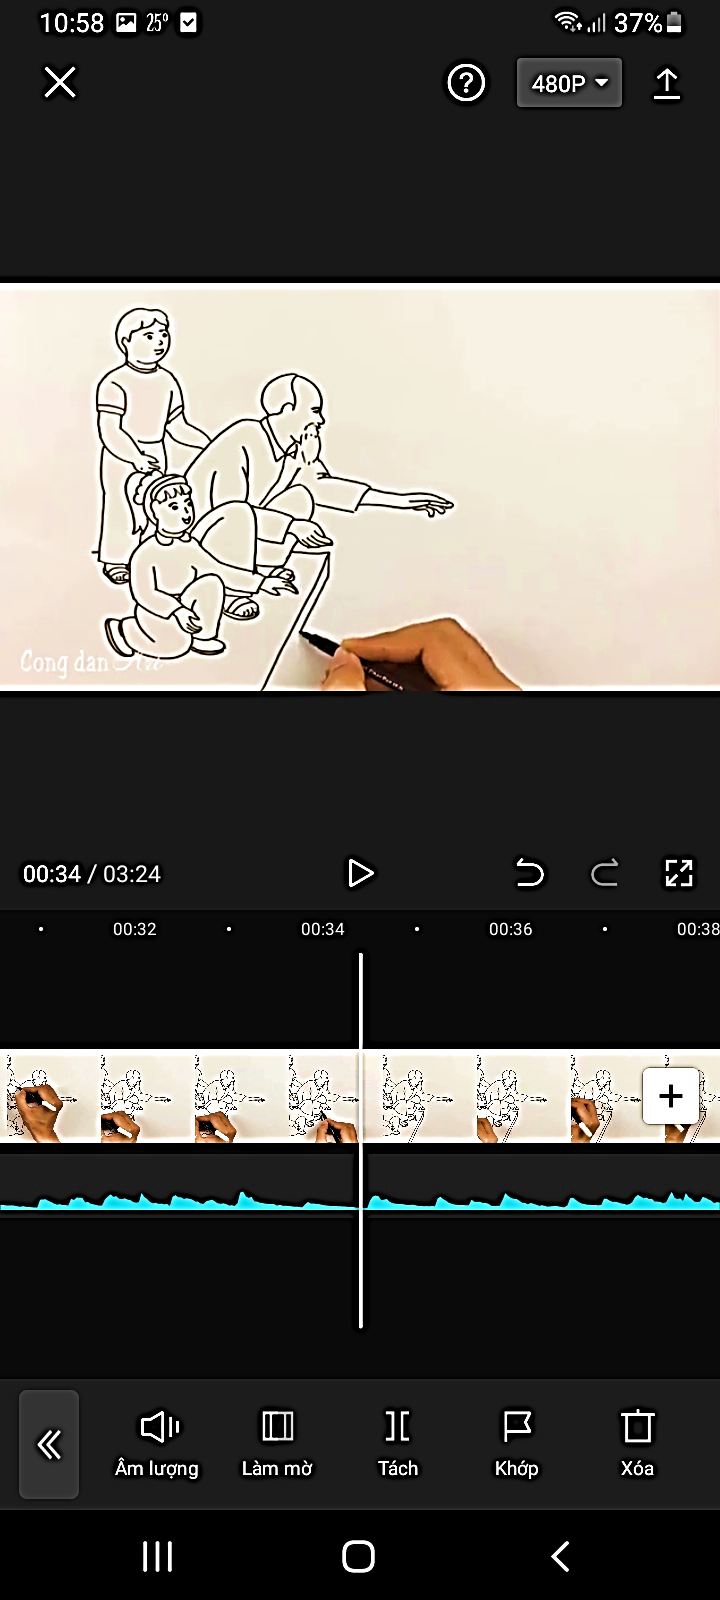 10:58 25° 37%
480P
Cong dan Art
00:34 / 03:24
00:32 00:34 00:36 00:38
Âm lượng Làm mờ Tách Khớp Xóa